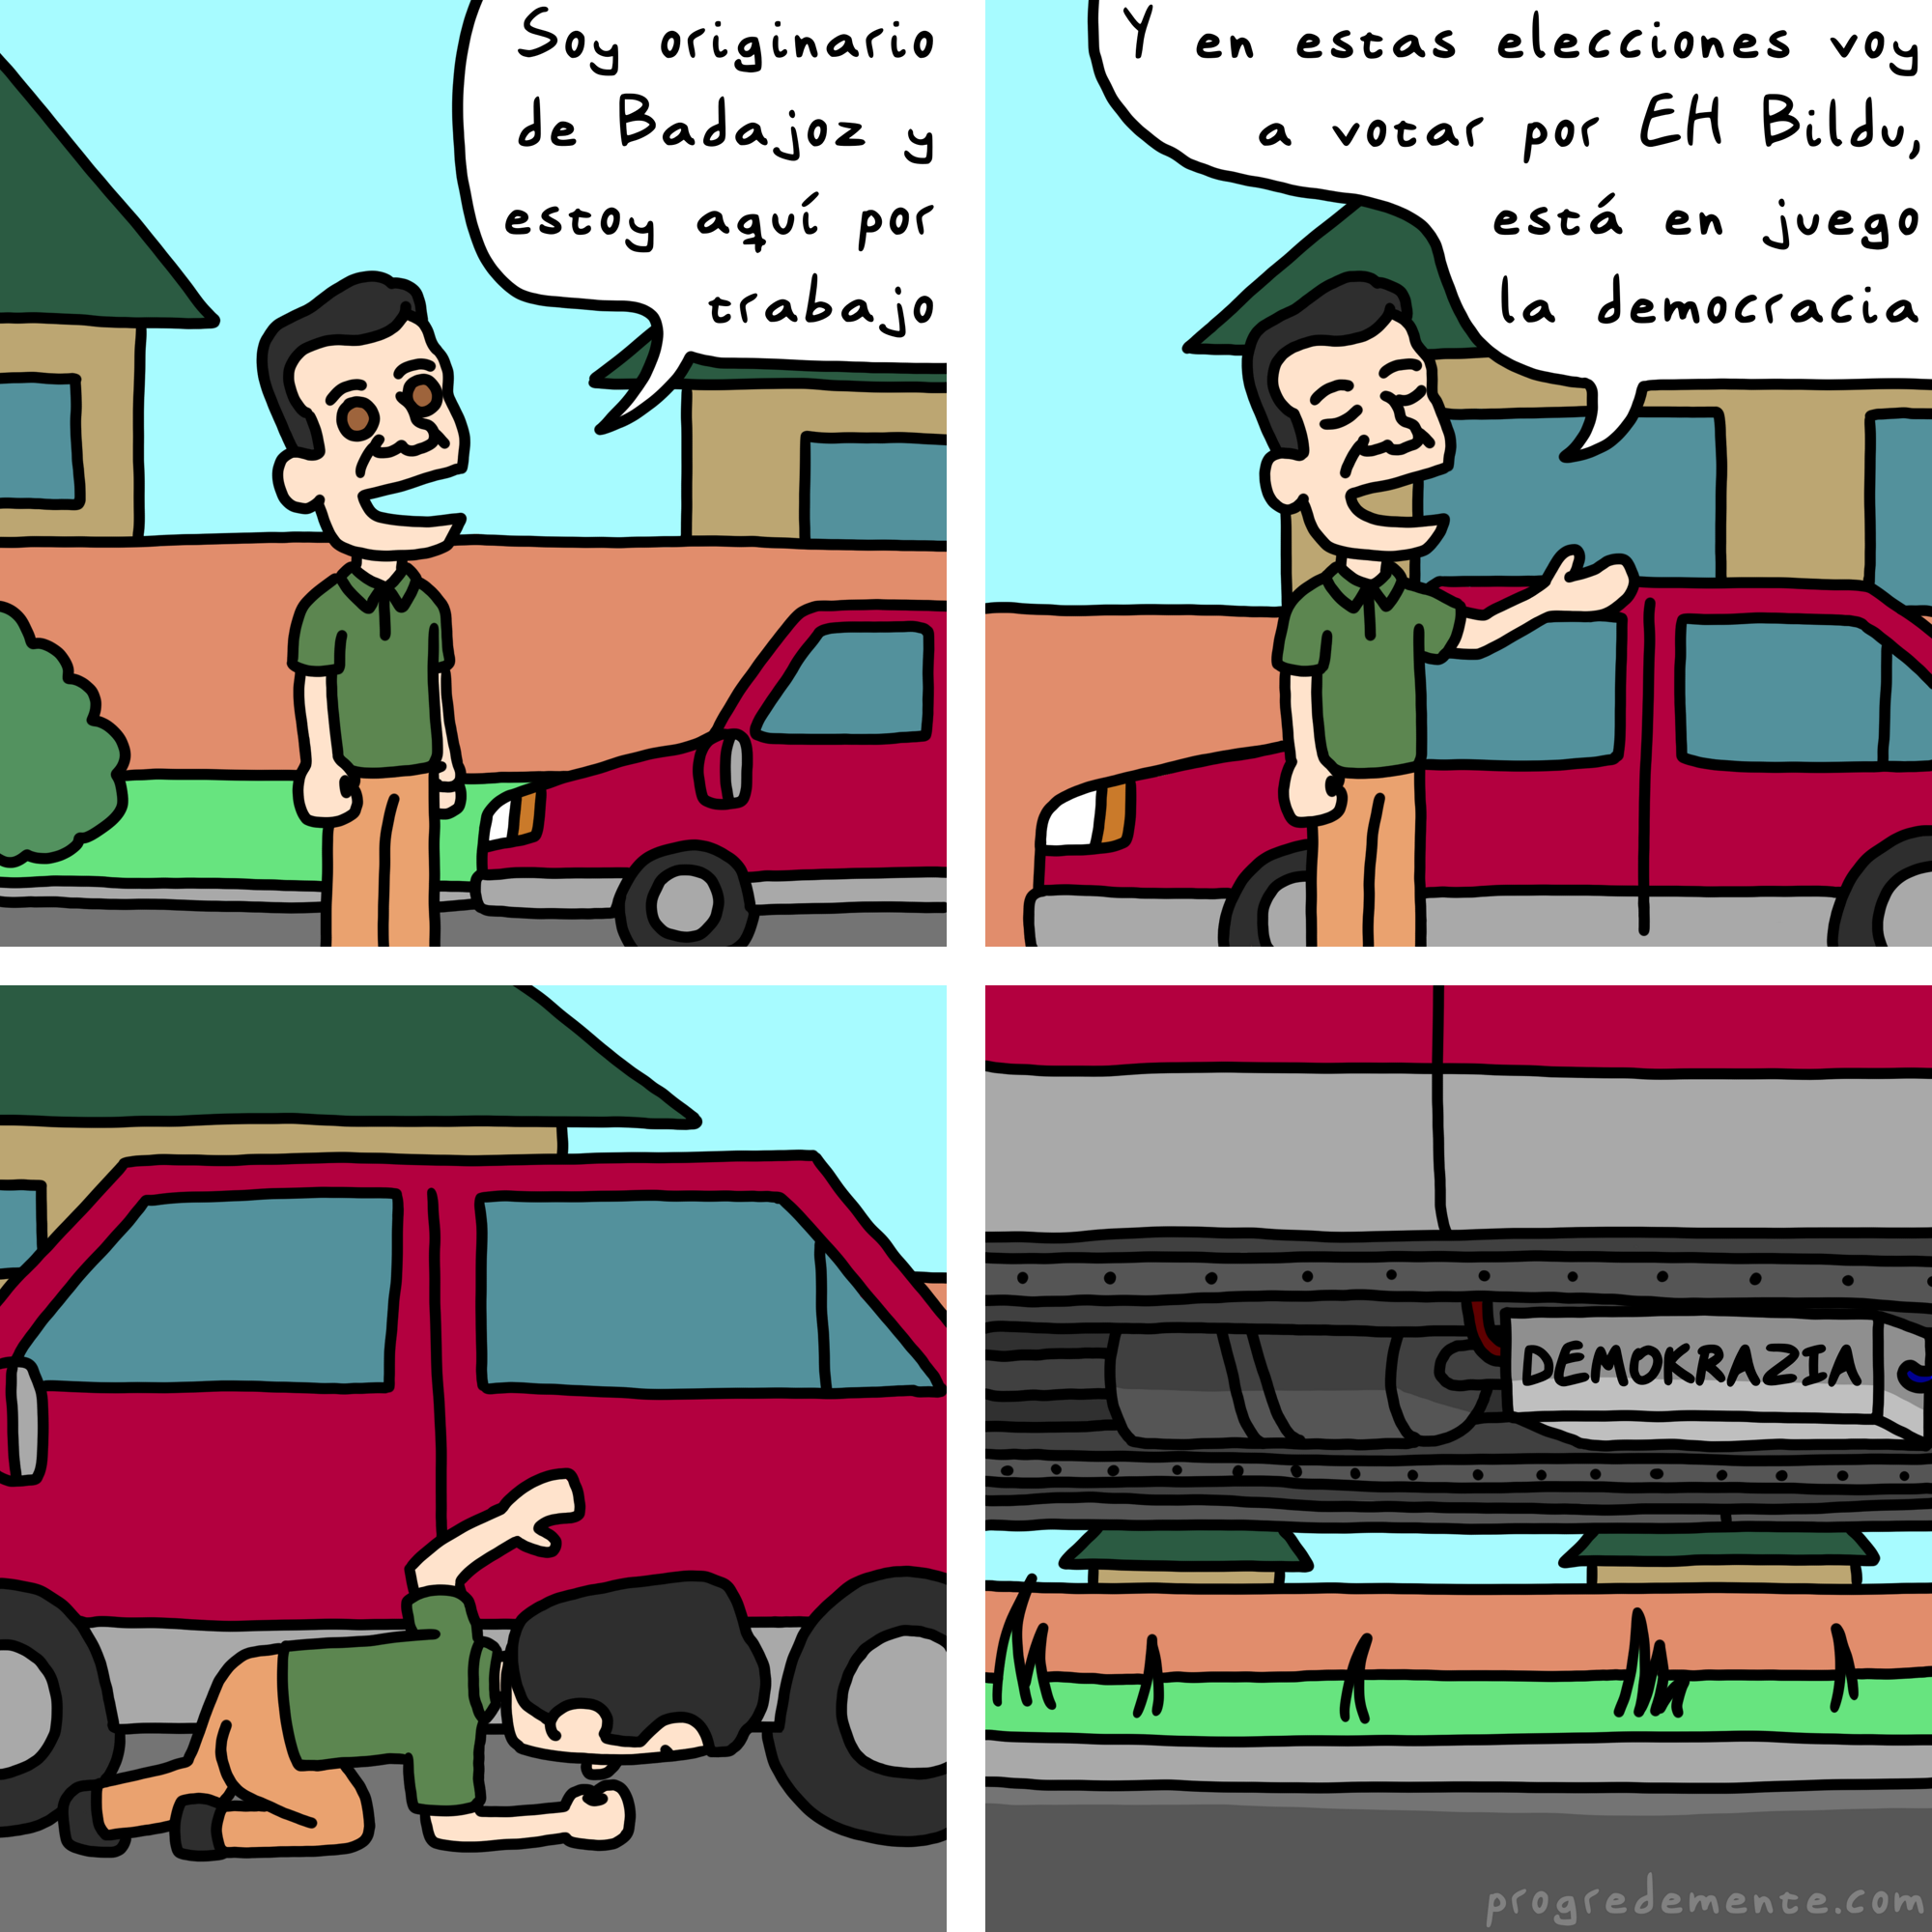 Soy originario
de Badajoz y
estoy aquí por
trabajo
Y en estas elecciones voy
a votar, por EH Bildu,
está en juego
la democracia
DEMOKRAZIA
progredemente.com